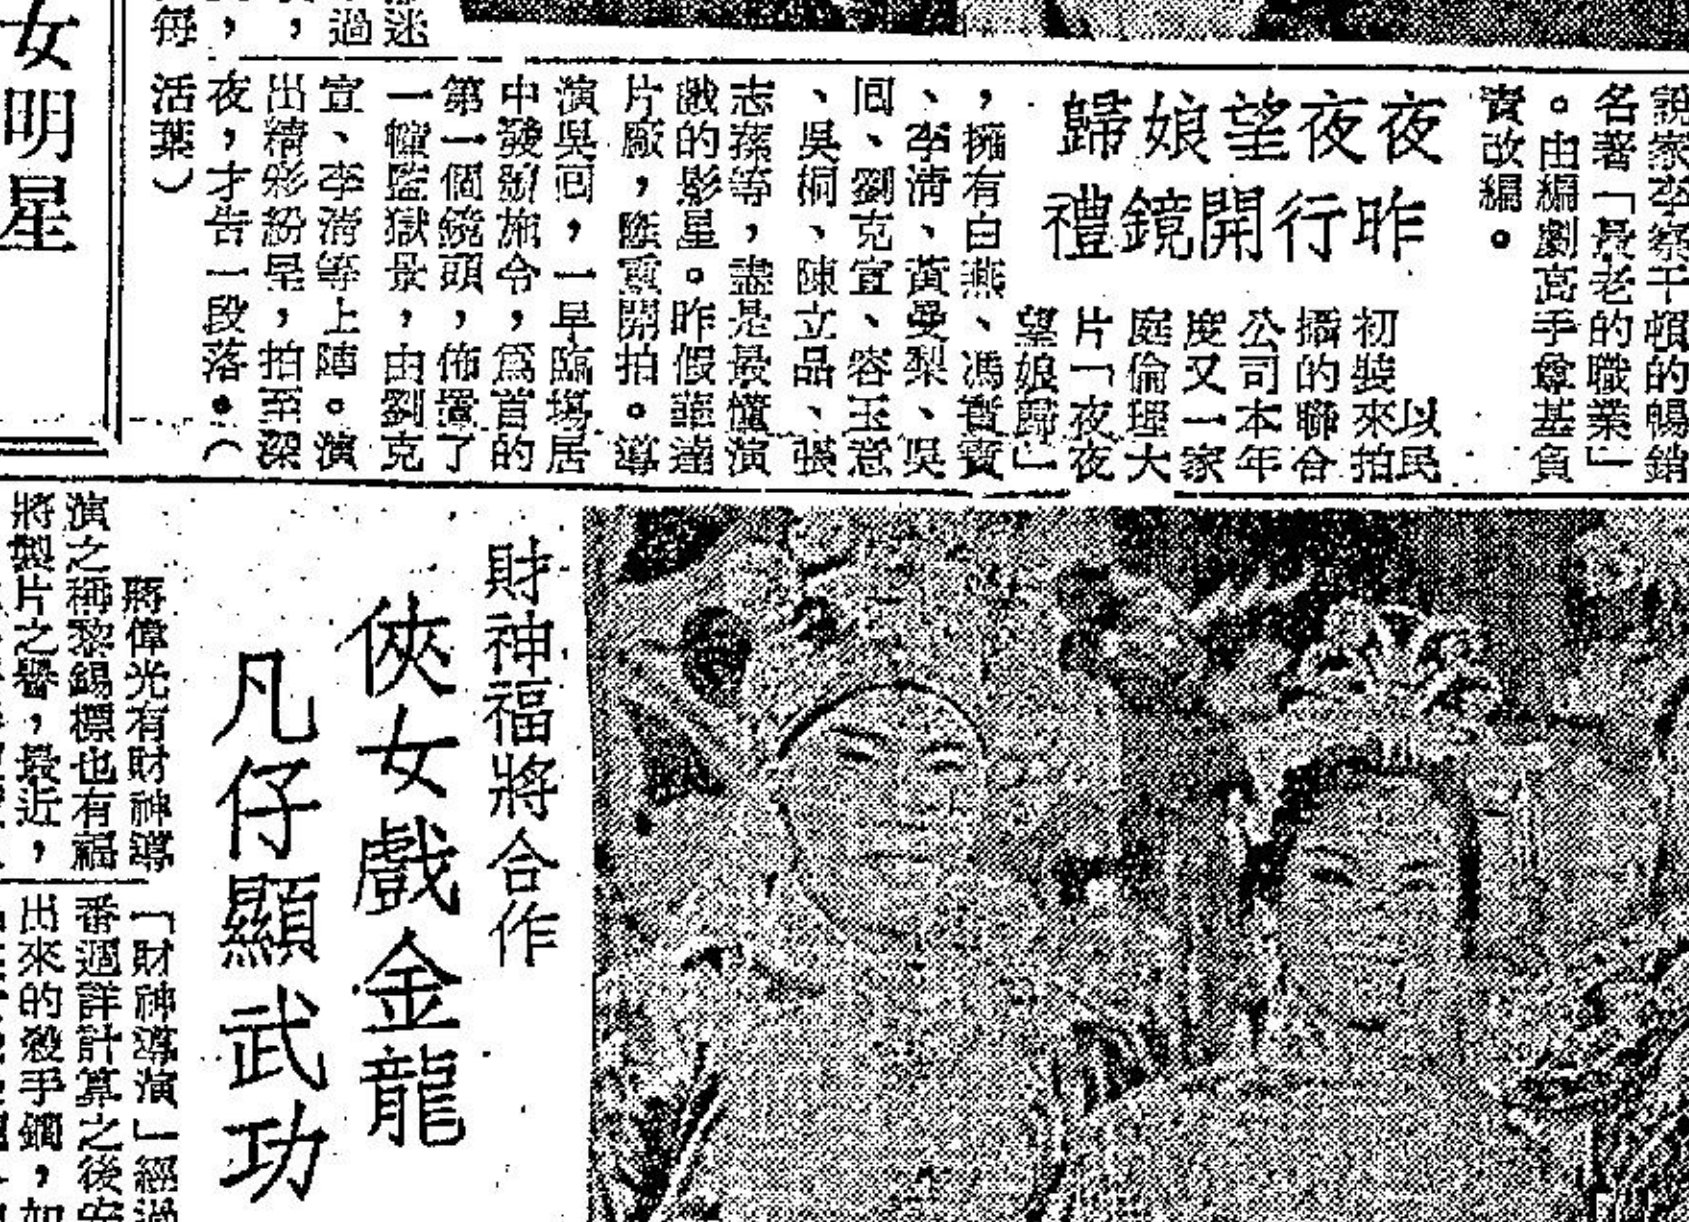 說家李察千頓的暢銷
名著「最老的職業」
。由編劇高手韋基負
責改編。
夜夜望娘歸
昨行開鏡禮
以民
初裝來拍
攝的聯合
公司本年
度又一家
庭倫理大
片「夜夜
望娘歸」
，擁有白燕、馮寶寶
、李清、黃曼梨、吳
回、劉克宣、容玉意
、吳桐、陳立品、張
志蓀等，盡是最懂演
戲的影星。昨假華達
片廠，隆重開拍。導
演吳回，一早臨場居
中發號施令，爲首的
第一個鏡頭，佈置了
一幢監獄景，由劉克
宣、李清等上陣。演
出精彩紛呈，拍至深
夜，才告一段落。（
活葉）
迷
過
，
，
每
女明星
財神福將合作
俠女戲金龍
凡仔顯武功
蔣偉光有財神導
演之稱黎錫標也有福
將製片之譽，最近，
「財神導演」經過
番週詳計算之後安
出來的殺手鐧，如